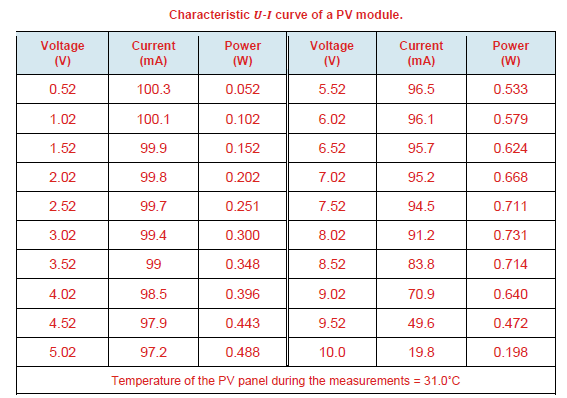 Characteristic U-I curve of a PV module.
Voltage (V) Current (mA) Power (W) Voltage (V) Current (mA) Power (W)
0.52 100.3 0.052 5.52 96.5 0.533
1.02 100.1 0.102 6.02 96.1 0.579
1.52 99.9 0.152 6.52 95.7 0.624
2.02 99.8 0.202 7.02 95.2 0.668
2.52 99.7 0.251 7.52 94.5 0.711
3.02 99.4 0.300 8.02 91.2 0.731
3.52 99 0.348 8.52 83.8 0.714
4.02 98.5 0.396 9.02 70.9 0.640
4.52 97.9 0.443 9.52 49.6 0.472
5.02 97.2 0.488 10.0 19.8 0.198
Temperature of the PV panel during the measurements = 31.0°C